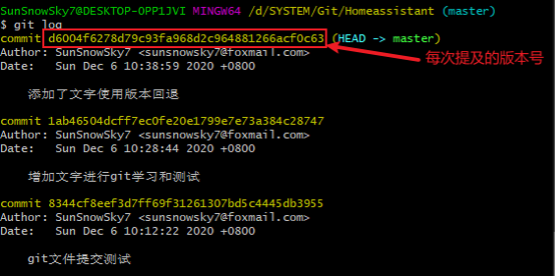 SunSnowSky7@DESKTOP-OPP1JVI MINGW64 /d/SYSTEM/Git/Homeassistant (master)
$ git log
commit d6004f6278d79c93fa968d2c964881266acf0c63 (HEAD -> master)
Author: SunSnowSky7 <sunsnowsky7@foxmail.com>
每次提及的版本号
Date: Sun Dec 6 10:38:59 2020 +0800
添加了文字使用版本回退
commit 1ab46504dcff7ec0fe20e1799e7e73a384c28747
Author: SunSnowSky7 <sunsnowsky7@foxmail.com>
Date: Sun Dec 6 10:28:44 2020 +0800
增加文字进行git学习和测试
commit 8344cf8eef3d7ff69f31261307bd5c4445db3955
Author: SunSnowSky7 <sunsnowsky7@foxmail.com>
Date: Sun Dec 6 10:12:22 2020 +0800
git文件提交测试